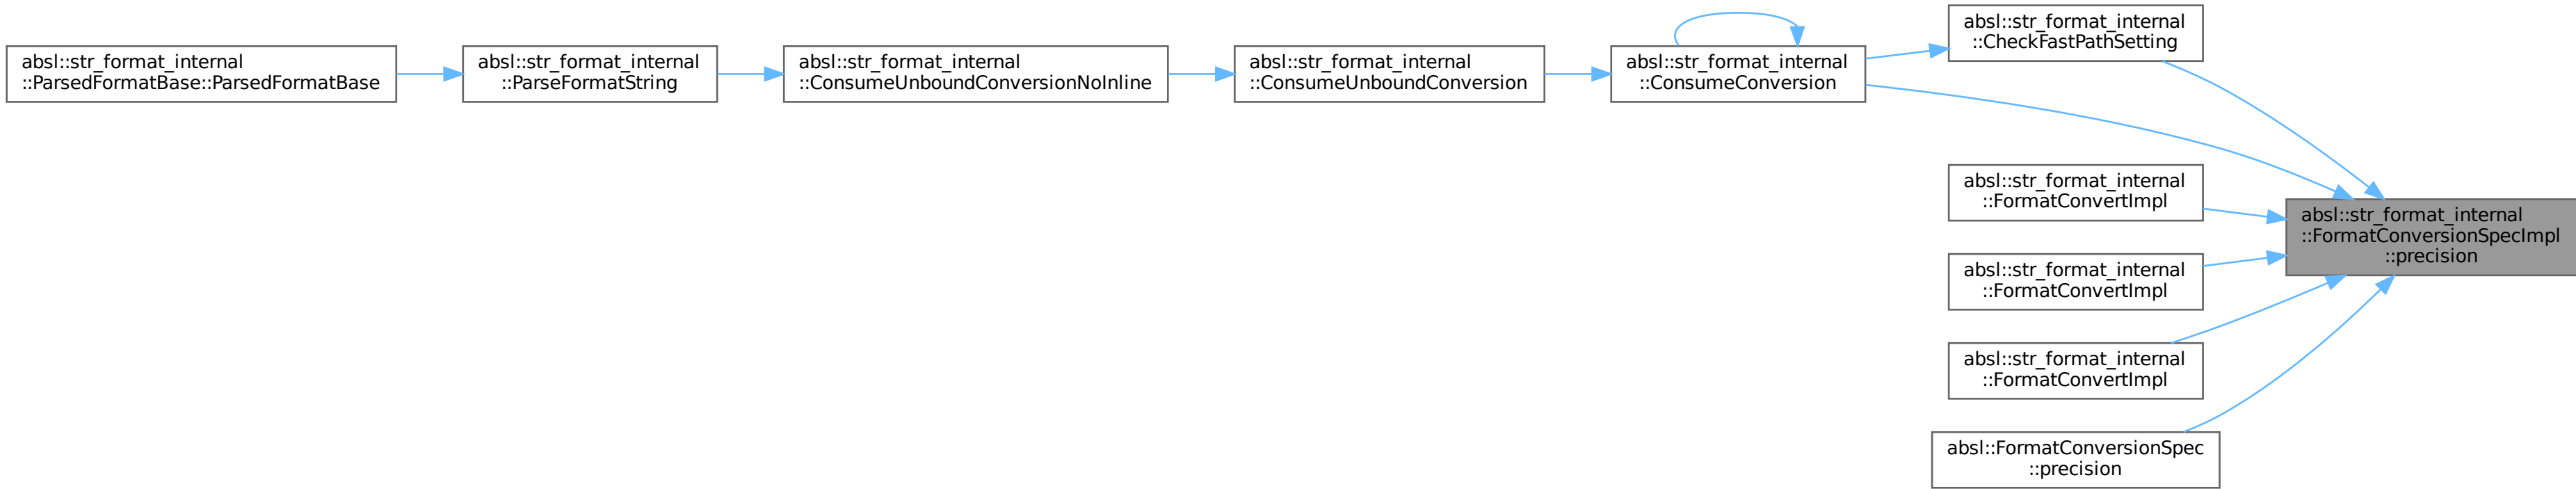 absl::str_format_internal
::ParsedFormatBase::ParsedFormatBase
absl::str_format_internal
::ParseFormatString
absl::str_format_internal
::ConsumeUnboundConversionNoInline
absl::str_format_internal
::ConsumeUnboundConversion
absl::str_format_internal
::ConsumeConversion
absl::str_format_internal
::CheckFastPathSetting
absl::str_format_internal
::FormatConvertImpl
absl::str_format_internal
::FormatConvertImpl
absl::str_format_internal
::FormatConvertImpl
absl::FormatConversionSpec
::precision
absl::str_format_internal
::FormatConversionSpecImpl
::precision